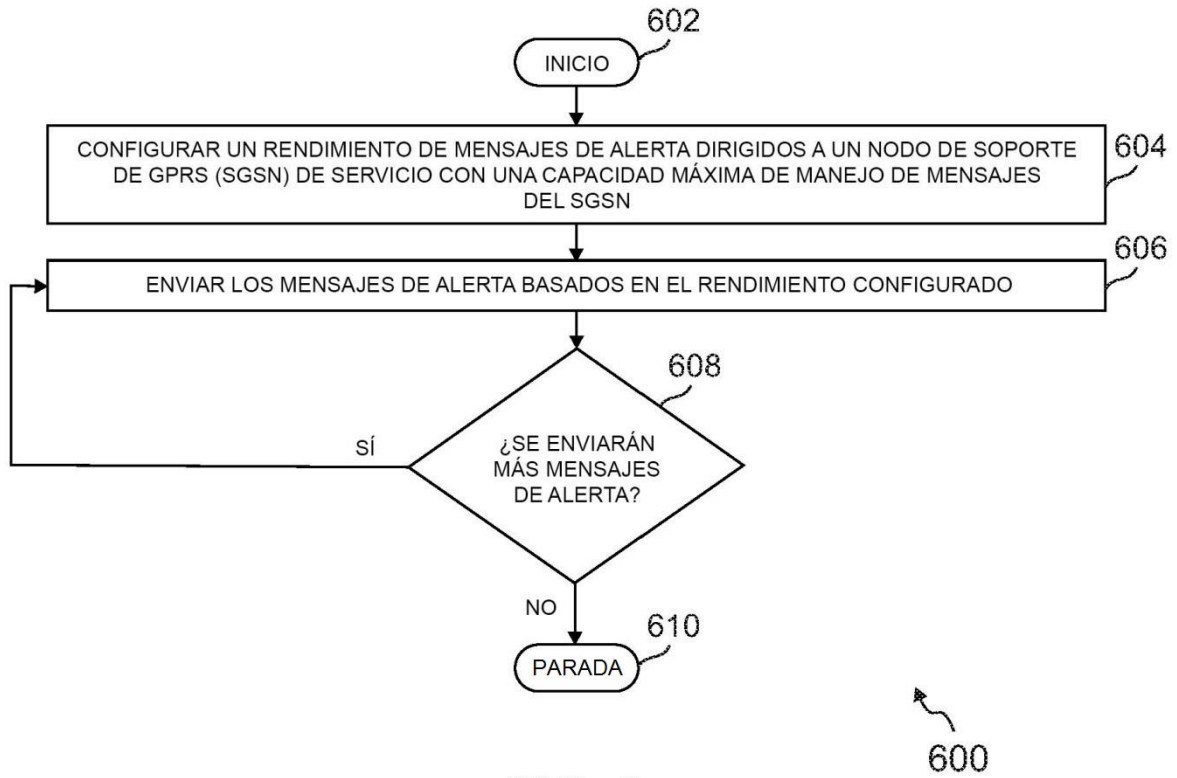 602
INICIO
CONFIGURAR UN RENDIMIENTO DE MENSAJES DE ALERTA DIRIGIDOS A UN NODO DE SOPORTE
DE GPRS (SGSN) DE SERVICIO CON UNA CAPACIDAD MÁXIMA DE MANEJO DE MENSAJES
DEL SGSN
604
606
ENVIAR LOS MENSAJES DE ALERTA BASADOS EN EL RENDIMIENTO CONFIGURADO
608
SÍ
¿SE ENVIARÁN
MÁS MENSAJES
DE ALERTA?
NO
610
PARADA
600